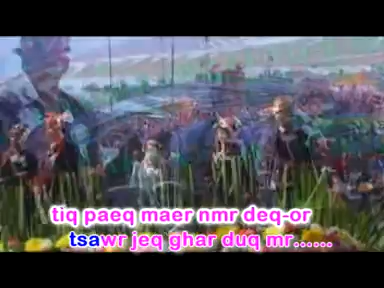 tiq paeq maer nmr deq-or
tsawr jeq ghar duq mr......